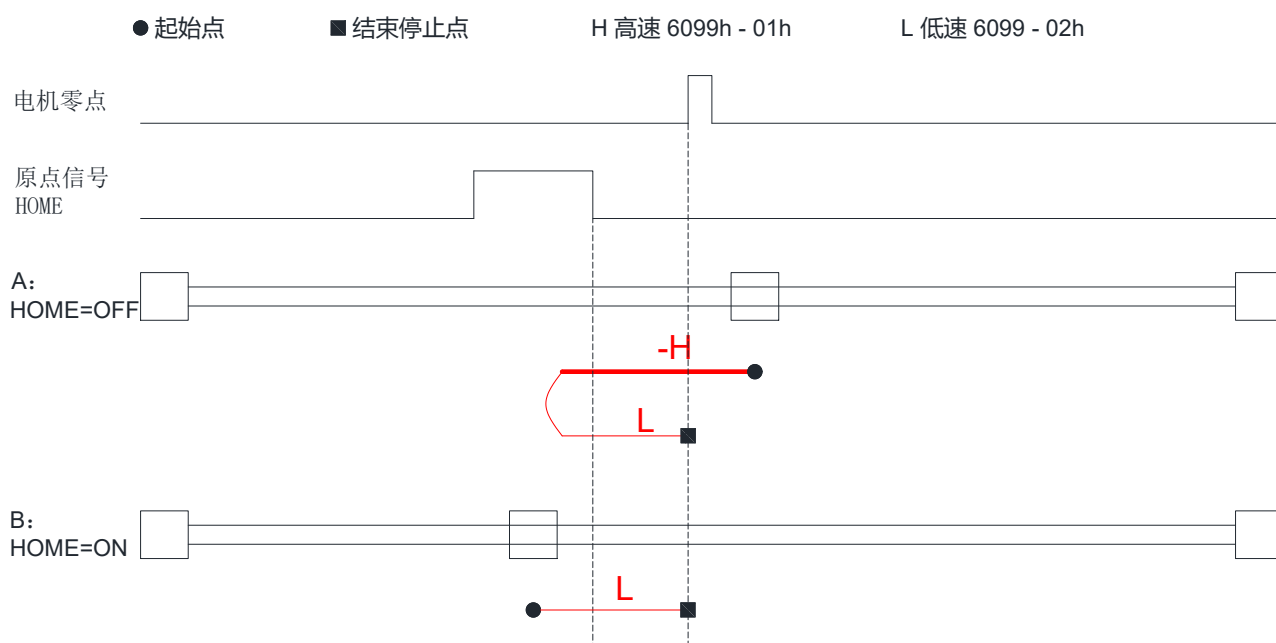 起始点 结束停止点 H 高速 6099h - 01h L 低速 6099 - 02h
电机零点
原点信号
HOME
A：
HOME=OFF
-H
L
B：
HOME=ON
L